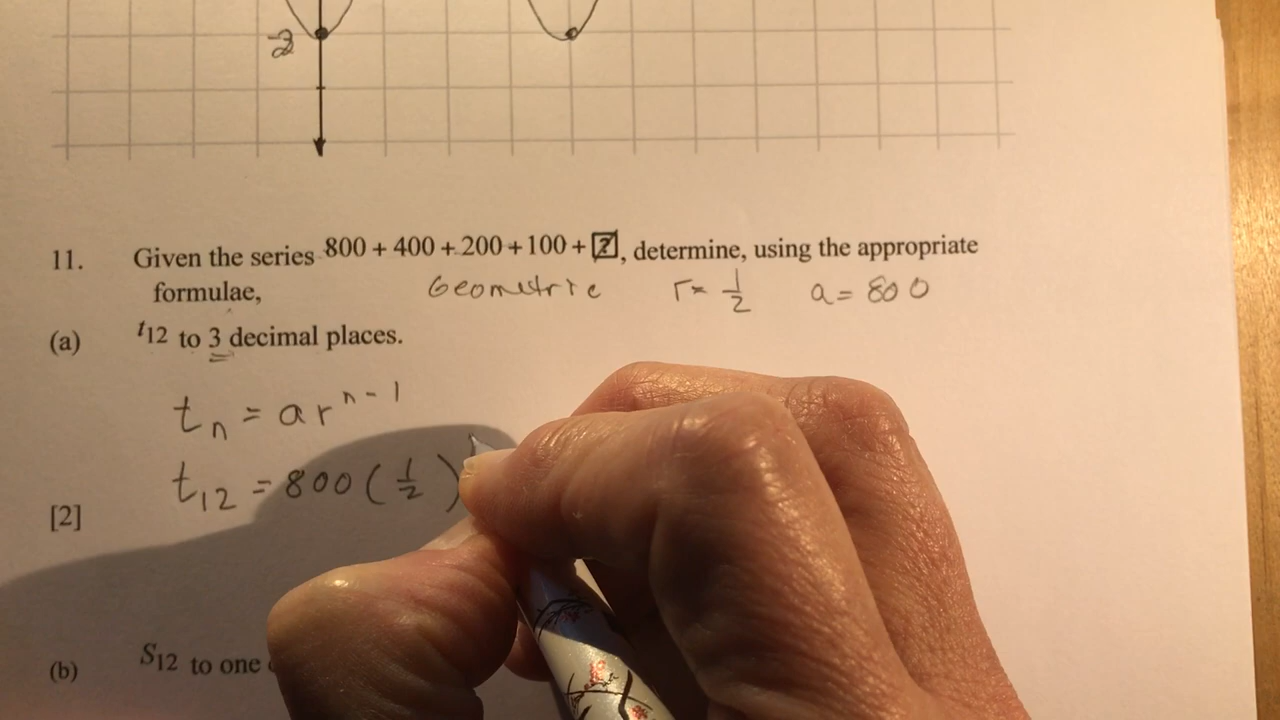 -2
11. Given the series 800 + 400 + 200 + 100 + ?, determine, using the appropriate
formulae, Geometric r = 1/2 a = 800
(a) t12 to 3 decimal places.
tn = ar^n-1
t12 = 800 (1/2)
[2]
(b) S12 to one